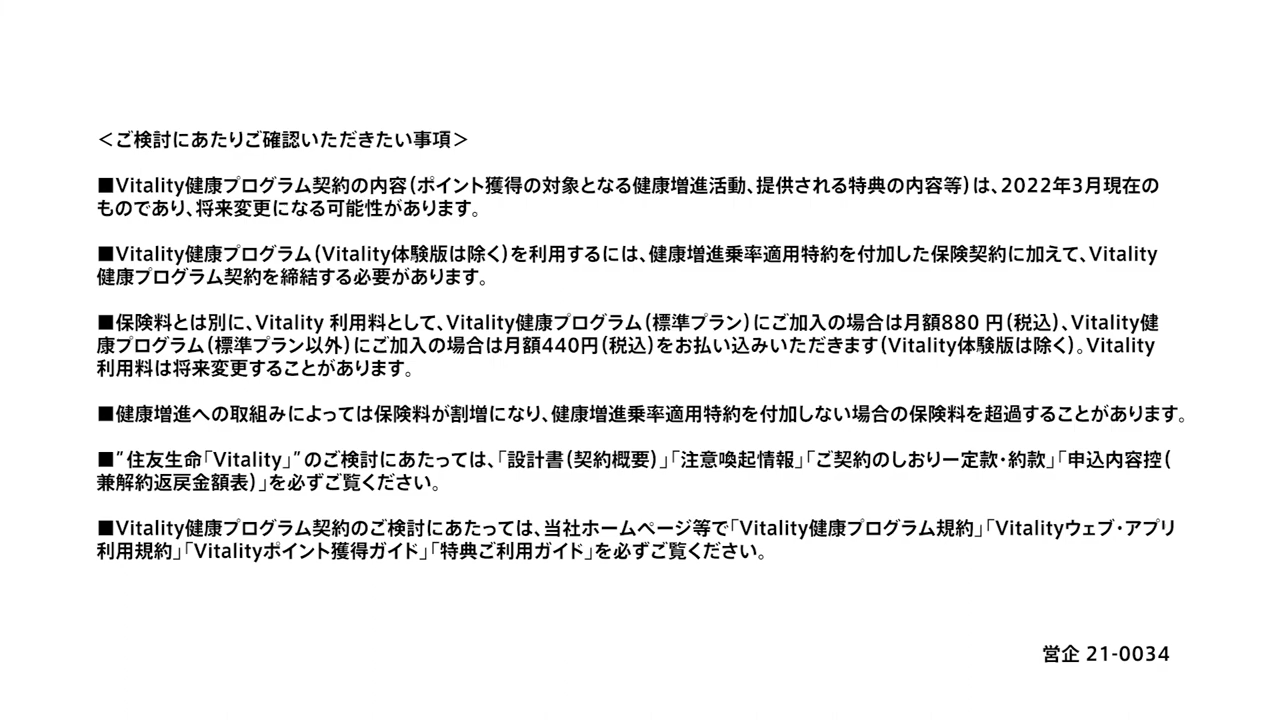 ＜ご検討にあたりご確認いただきたい事項＞
■Vitality健康プログラム契約の内容（ポイント獲得の対象となる健康増進活動、提供される特典の内容等）は、2022年3月現在の
ものであり、将来変更になる可能性があります。
■Vitality健康プログラム（Vitality体験版は除く）を利用するには、健康増進乗率適用特約を付加した保険契約に加えて、Vitality
健康プログラム契約を締結する必要があります。
■保険料とは別に、Vitality 利用料として、Vitality健康プログラム（標準プラン）にご加入の場合は月額880 円（税込）、Vitality健
康プログラム（標準プラン以外）にご加入の場合は月額440円（税込）をお払い込みいただきます（Vitality体験版は除く）。Vitality
利用料は将来変更することがあります。
■健康増進への取組みによっては保険料が割増になり、健康増進乗率適用特約を付加しない場合の保険料を超過することがあります。
■“住友生命「Vitality」”のご検討にあたっては、「設計書（契約概要）」「注意喚起情報」「ご契約のしおりー定款・約款」「申込内容控（
兼解約返戻金額表）」を必ずご覧ください。
■Vitality健康プログラム契約のご検討にあたっては、当社ホームページ等で「Vitality健康プログラム規約」「Vitalityウェブ・アプリ
利用規約」「Vitalityポイント獲得ガイド」「特典ご利用ガイド」を必ずご覧ください。
営企 21-0034